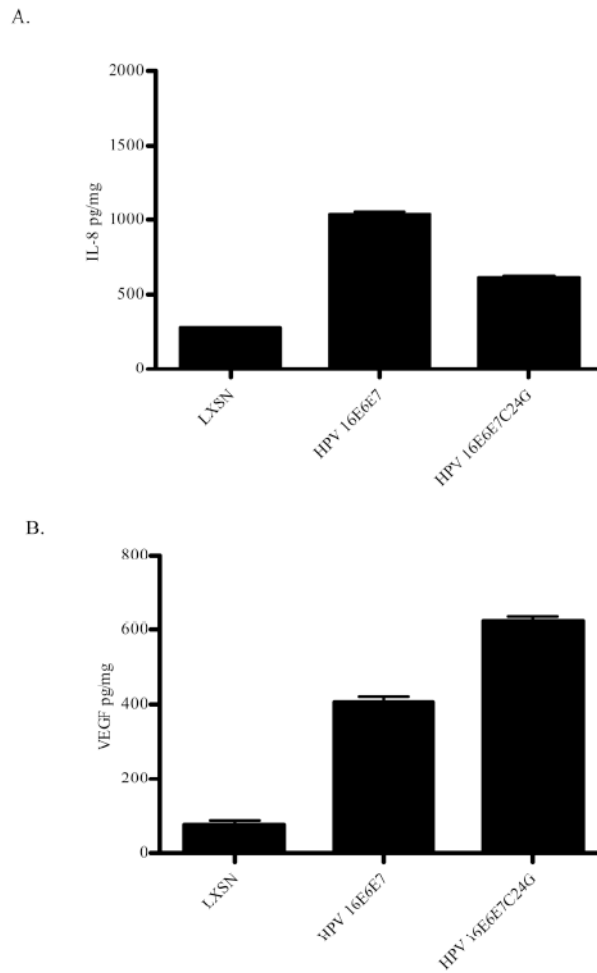 A.
2000
1500
1000
500
0
IL-8 pg/mg
LXSN
HPV 16E6E7
HPV 16E6E7C24G
B.
800
600
400
200
0
VEGF pg/mg
LXSN
HPV 16E6E7
HPV 16E6E7C24G